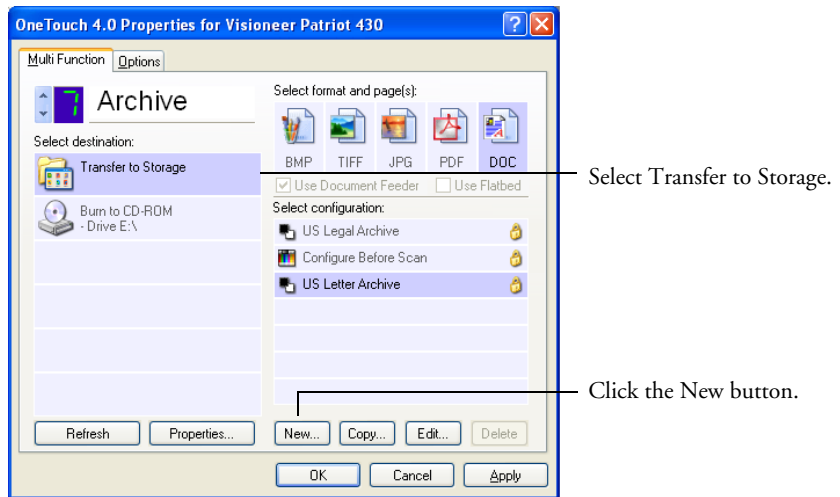 OneTouch 4.0 Properties for Visioneer Patriot 430
Multi Function
Options
7 Archive
Select destination:
Transfer to Storage
Burn to CD-ROM
- Drive E:\
Refresh
Properties...
Select format and page(s):
BMP TIFF JPG PDF DOC
Use Document Feeder
Use Flatbed
Select configuration:
US Legal Archive
Configure Before Scan
US Letter Archive
New...
Copy...
Edit...
Delete
OK
Cancel
Apply
Select Transfer to Storage.
Click the New button.